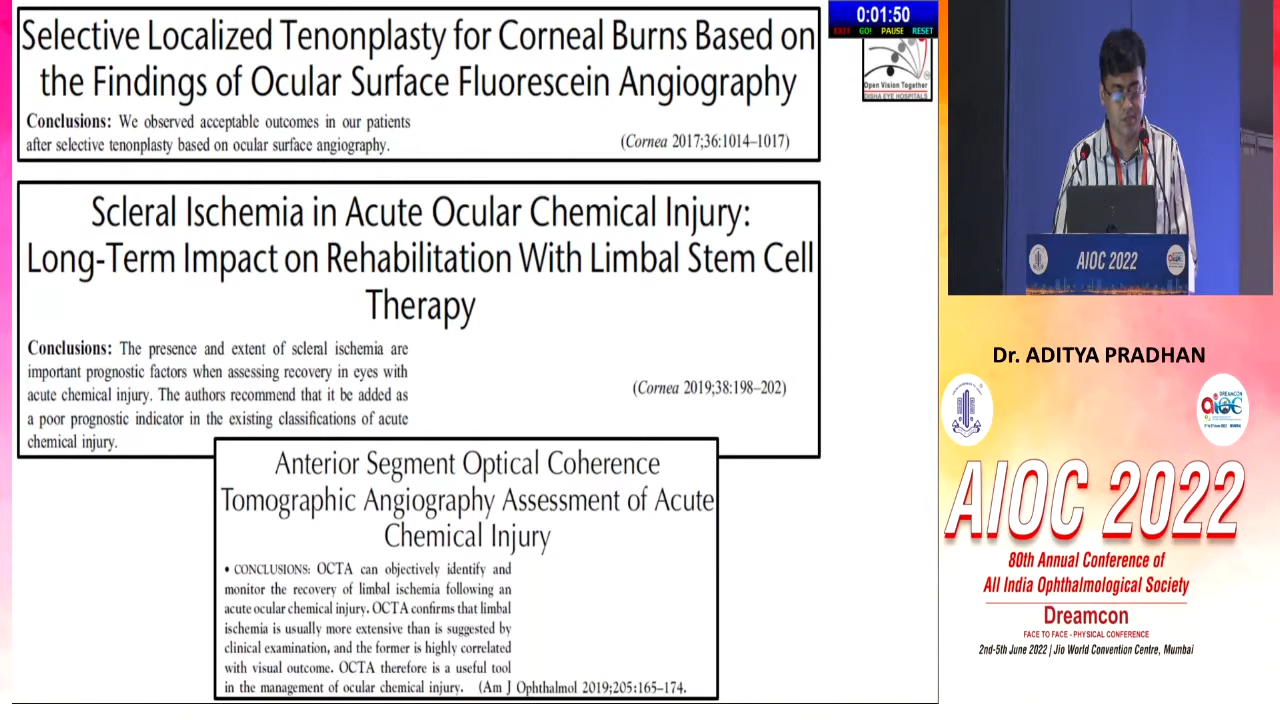 Selective Localized Tenonplasty for Corneal Burns Based on
the Findings of Ocular Surface Fluorescein Angiography
Conclusions: We observed acceptable outcomes in our patients
after selective tenonplasty based on ocular surface angiography.
(Cornea 2017;36:1014–1017)
0:01:50
EXIT GO! PAUSE RESET
Open Vision Together
DISHA EYE HOSPITALS
Scleral Ischemia in Acute Ocular Chemical Injury:
Long-Term Impact on Rehabilitation With Limbal Stem Cell
Therapy
Conclusions: The presence and extent of scleral ischemia are
important prognostic factors when assessing recovery in eyes with
acute chemical injury. The authors recommend that it be added as
a poor prognostic indicator in the existing classifications of acute
chemical injury.
(Cornea 2019;38:198–202)
Anterior Segment Optical Coherence
Tomographic Angiography Assessment of Acute
Chemical Injury
• CONCLUSIONS: OCTA can objectively identify and
monitor the recovery of limbal ischemia following an
acute ocular chemical injury. OCTA confirms that limbal
ischemia is usually more extensive than is suggested by
clinical examination, and the former is highly correlated
with visual outcome. OCTA therefore is a useful tool
in the management of ocular chemical injury. (Am J Ophthalmol 2019;205:165–174.
AIOC 2022
Dr. ADITYA PRADHAN
DREAMCON
aioc
AIOC 2022
80th Annual Conference of
All India Ophthalmological Society
Dreamcon
FACE TO FACE - PHYSICAL CONFERENCE
2nd-5th June 2022 | Jio World Convention Centre, Mumbai